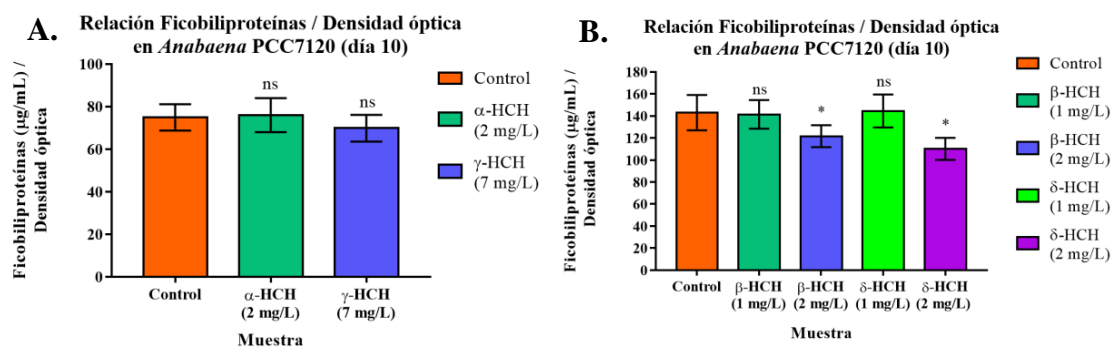 A.
Relación Ficobiliproteínas / Densidad óptica
en Anabaena PCC7120 (día 10)
Ficobiliproteínas (μg/mL) /
Densidad óptica
100
80
60
40
20
0
ns
ns
Control
α-HCH
(2 mg/L)
γ-HCH
(7 mg/L)
Muestra
Control
α-HCH
(2 mg/L)
γ-HCH
(7 mg/L)
B.
Relación Ficobiliproteínas / Densidad óptica
en Anabaena PCC7120 (día 10)
Ficobiliproteínas (μg/mL) /
Densidad óptica
180
160
140
120
100
80
60
40
20
0
ns
*
ns
*
Control
β-HCH
(1 mg/L)
β-HCH
(2 mg/L)
δ-HCH
(1 mg/L)
δ-HCH
(2 mg/L)
Muestra
Control
β-HCH
(1 mg/L)
β-HCH
(2 mg/L)
δ-HCH
(1 mg/L)
δ-HCH
(2 mg/L)